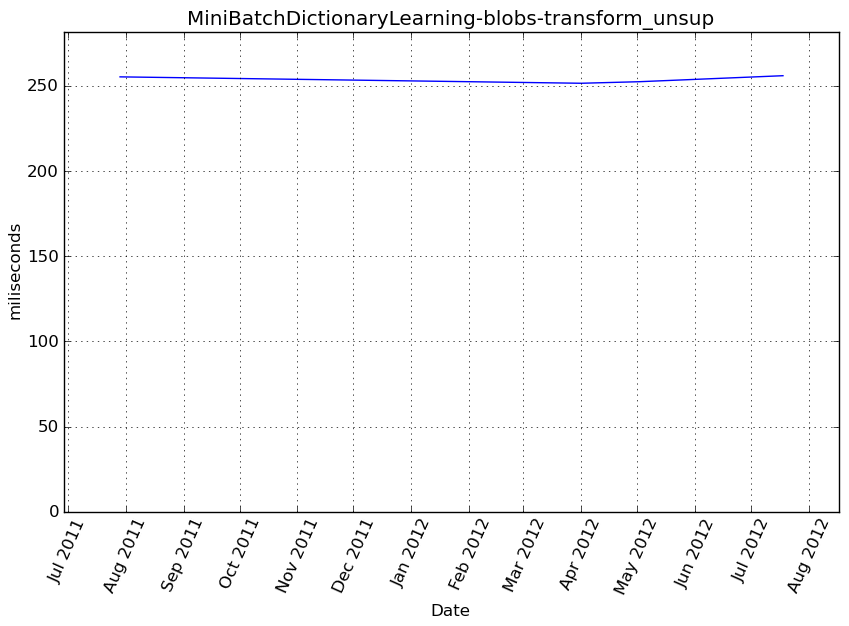 MiniBatchDictionaryLearning-blobs-transform_unsup
250
200
150
100
50
0
miliseconds
Jul 2011
Aug 2011
Sep 2011
Oct 2011
Nov 2011
Dec 2011
Jan 2012
Feb 2012
Mar 2012
Apr 2012
May 2012
Jun 2012
Jul 2012
Aug 2012
Date